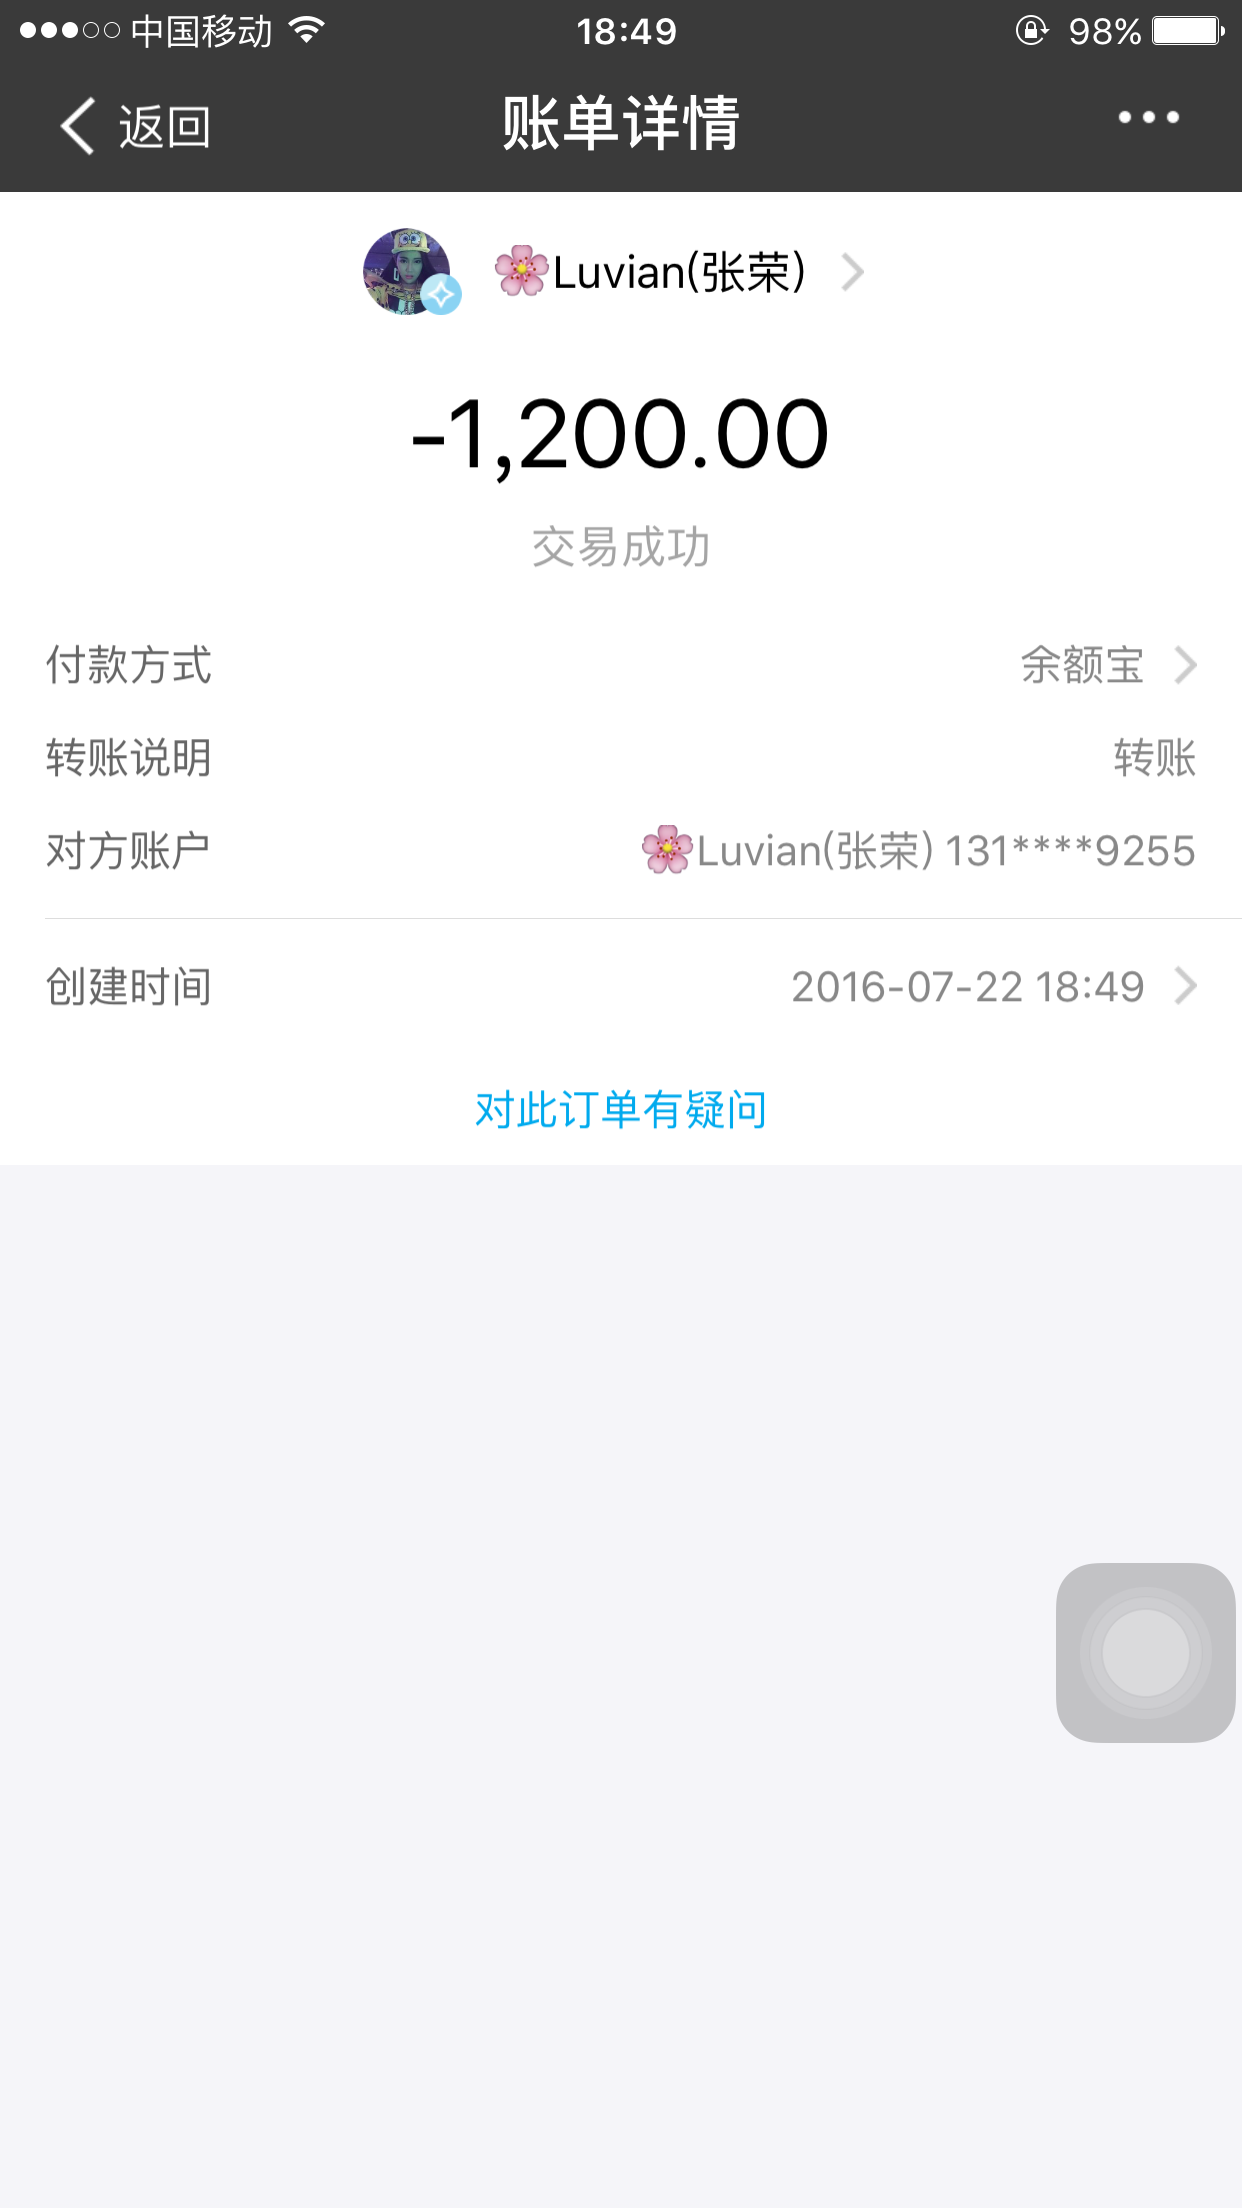 中国移动 18:49 98%
返回 账单详情
🌸Luvian(张荣)
-1,200.00
交易成功
付款方式 余额宝
转账说明 转账
对方账户 🌸Luvian(张荣) 131****9255
创建时间 2016-07-22 18:49
对此订单有疑问